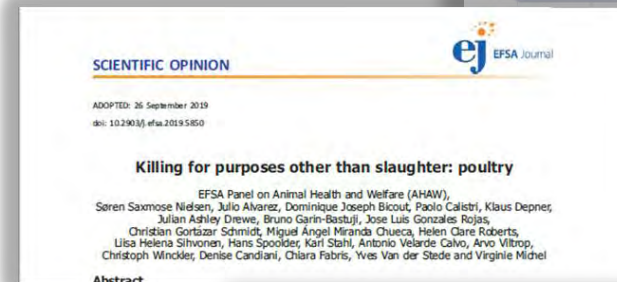 SCIENTIFIC OPINION
ej EFSA Journal
ADOPTED: 26 September 2019
doi: 10.2903/j.efsa.2019.5850
Killing for purposes other than slaughter: poultry
EFSA Panel on Animal Health and Welfare (AHAW),
Søren Saxmose Nielsen, Julio Alvarez, Dominique Joseph Bicout, Paolo Calistri, Klaus Depner,
Julian Ashley Drewe, Bruno Garin-Bastuji, Jose Luis Gonzales Rojas,
Christian Gortázar Schmidt, Miguel Ángel Miranda Chueca, Helen Clare Roberts,
Liisa Helena Sihvonen, Hans Spoolder, Karl Stahl, Antonio Velarde Calvo, Arvo Viltrop,
Christoph Winckler, Denise Candiani, Chiara Fabris, Yves Van der Stede and Virginie Michel
Abstract